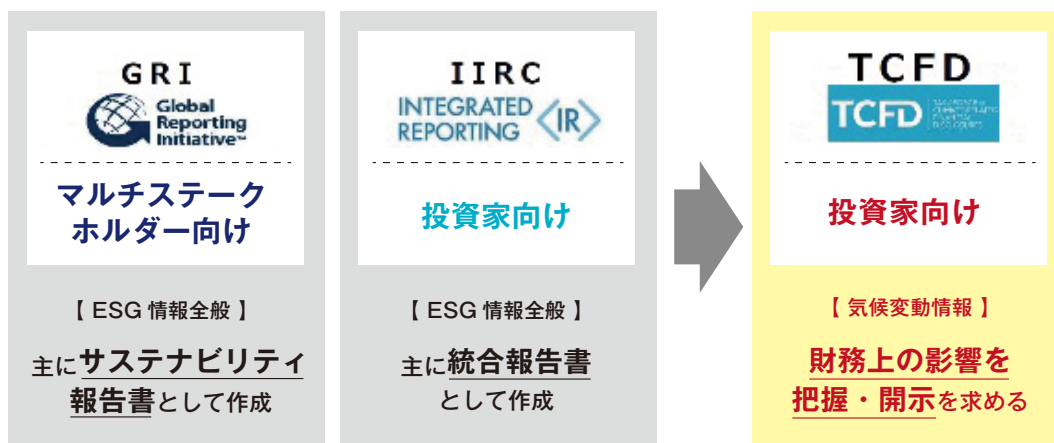 GRI
Global
Reporting
Initiative™
マルチステーク
ホルダー向け
【 ESG 情報全般 】
主にサステナビリティ
報告書として作成
IIRC
INTEGRATED
REPORTING
<IR>
投資家向け
【 ESG 情報全般 】
主に統合報告書
として作成
TCFD
TCFD
投資家向け
【 気候変動情報 】
財務上の影響を
把握・開示を求める